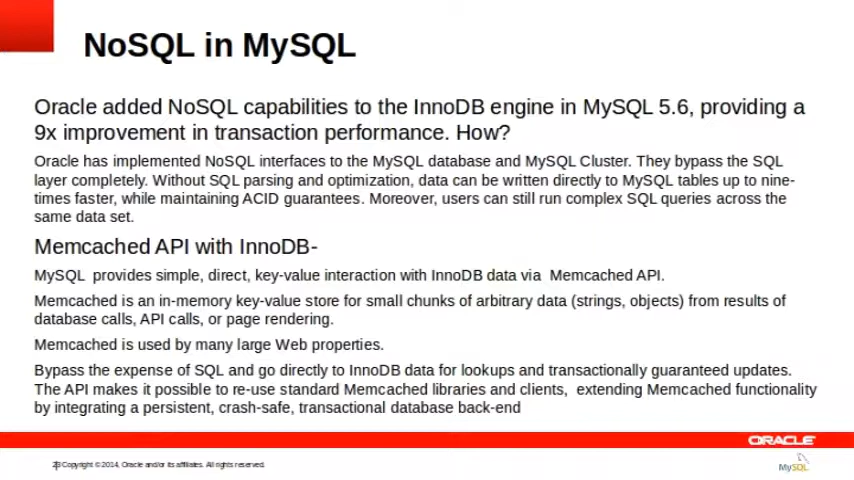 NoSQL in MySQL
Oracle added NoSQL capabilities to the InnoDB engine in MySQL 5.6, providing a
9x improvement in transaction performance. How?
Oracle has implemented NoSQL interfaces to the MySQL database and MySQL Cluster. They bypass the SQL
layer completely. Without SQL parsing and optimization, data can be written directly to MySQL tables up to nine-
times faster, while maintaining ACID guarantees. Moreover, users can still run complex SQL queries across the
same data set.
Memcached API with InnoDB-
MySQL provides simple, direct, key-value interaction with InnoDB data via Memcached API.
Memcached is an in-memory key-value store for small chunks of arbitrary data (strings, objects) from results of
database calls, API calls, or page rendering.
Memcached is used by many large Web properties.
Bypass the expense of SQL and go directly to InnoDB data for lookups and transactionally guaranteed updates.
The API makes it possible to re-use standard Memcached libraries and clients, extending Memcached functionality
by integrating a persistent, crash-safe, transactional database back-end
ORACLE
Copyright © 2014, Oracle and/or its affiliates. All rights reserved.
MySQL